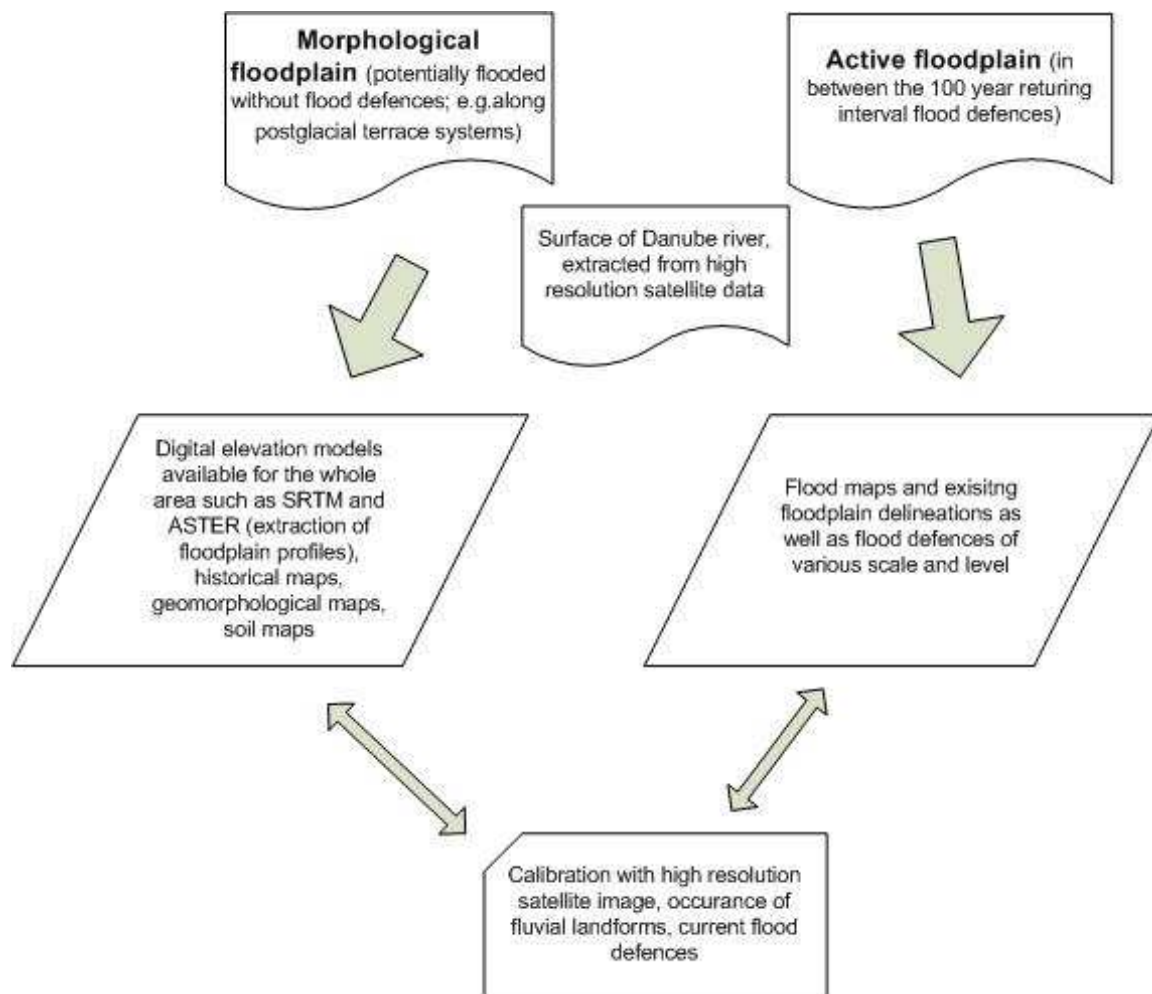 Morphological
floodplain (potentially flooded
without flood defences; e.g.along
postglacial terrace systems)
Active floodplain (in
between the 100 year returing
interval flood defences)
Surface of Danube river,
extracted from high
resolution satellite data
Digital elevation models
available for the whole
area such as SRTM and
ASTER (extraction of
floodplain profiles),
historical maps,
geomorphological maps,
soil maps
Flood maps and exisitng
floodplain delineations as
well as flood defences of
various scale and level
Calibration with high resolution
satellite image, occurance of
fluvial landforms, current flood
defences